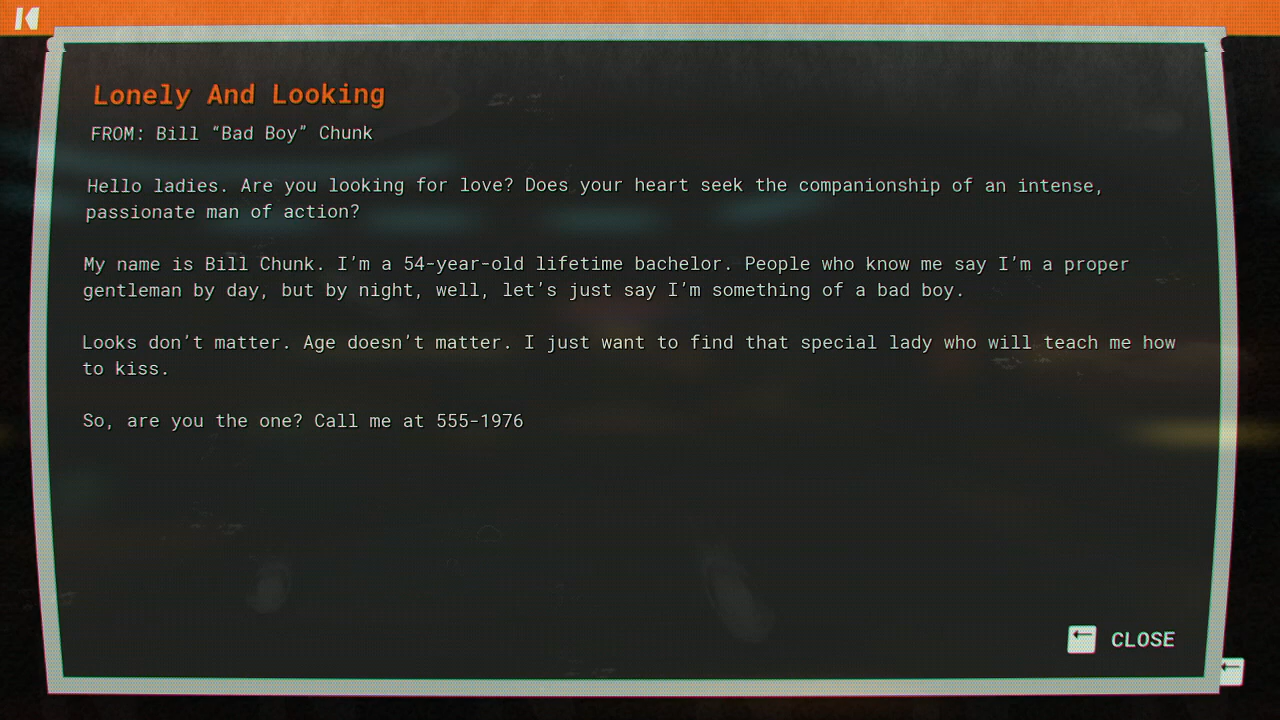 Lonely And Looking
FROM: Bill “Bad Boy” Chunk
Hello ladies. Are you looking for love? Does your heart seek the companionship of an intense,
passionate man of action?
My name is Bill Chunk. I’m a 54-year-old lifetime bachelor. People who know me say I’m a proper
gentleman by day, but by night, well, let’s just say I’m something of a bad boy.
Looks don’t matter. Age doesn’t matter. I just want to find that special lady who will teach me how
to kiss.
So, are you the one? Call me at 555-1976
CLOSE